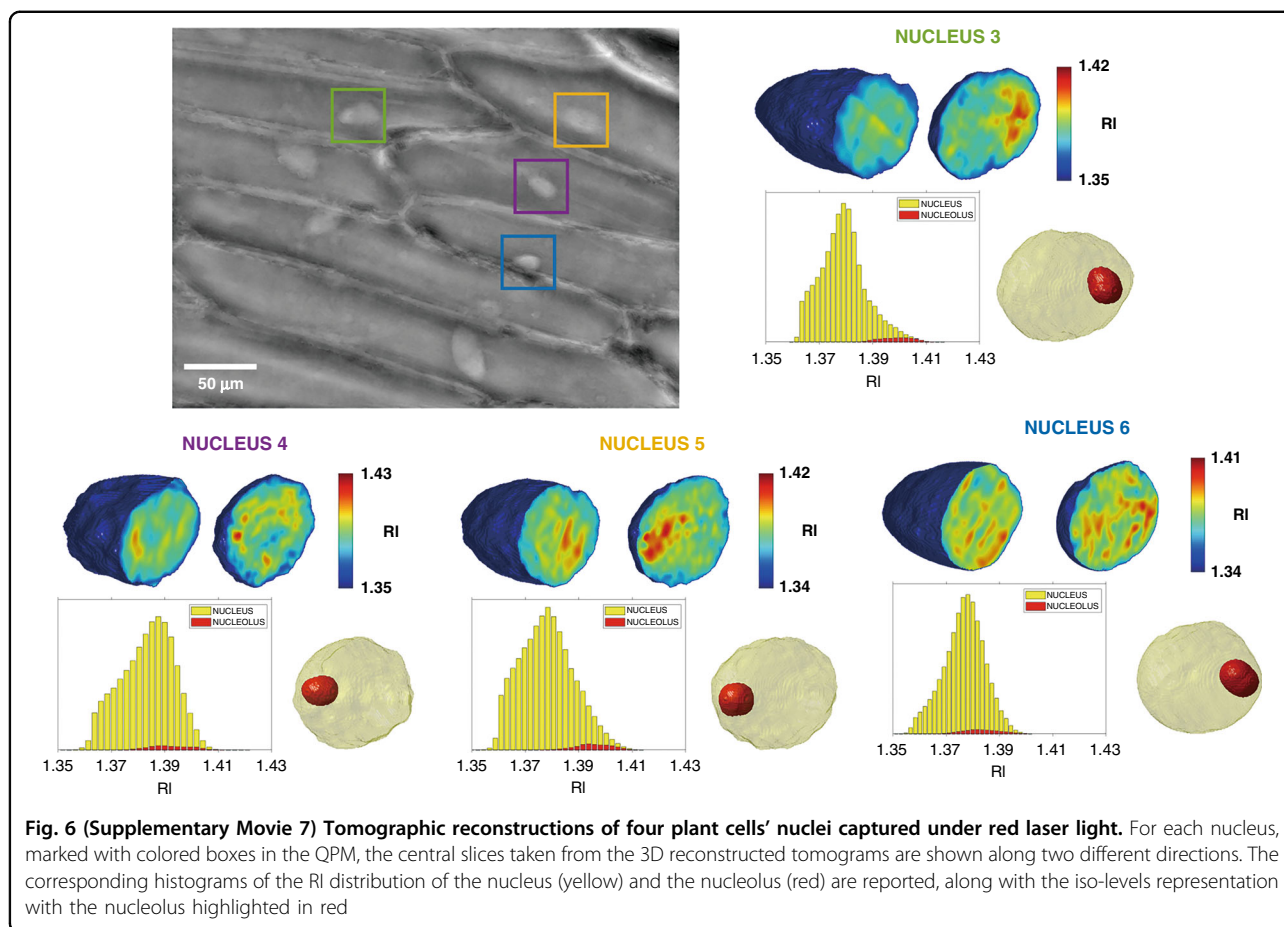 NUCLEUS 3
1.42
RI
1.35
NUCLEUS
NUCLEOLUS
1.35 1.37 1.39 1.41 1.43
RI
50 μm
NUCLEUS 4
1.43
RI
1.35
NUCLEUS
NUCLEOLUS
1.35 1.37 1.39 1.41 1.43
RI
NUCLEUS 5
1.42
RI
1.34
NUCLEUS
NUCLEOLUS
1.35 1.37 1.39 1.41 1.43
RI
NUCLEUS 6
1.41
RI
1.34
NUCLEUS
NUCLEOLUS
1.35 1.37 1.39 1.41 1.43
RI
Fig. 6 (Supplementary Movie 7) Tomographic reconstructions of four plant cells' nuclei captured under red laser light. For each nucleus,
marked with colored boxes in the QPM, the central slices taken from the 3D reconstructed tomograms are shown along two different directions. The
corresponding histograms of the RI distribution of the nucleus (yellow) and the nucleolus (red) are reported, along with the iso-levels representation
with the nucleolus highlighted in red